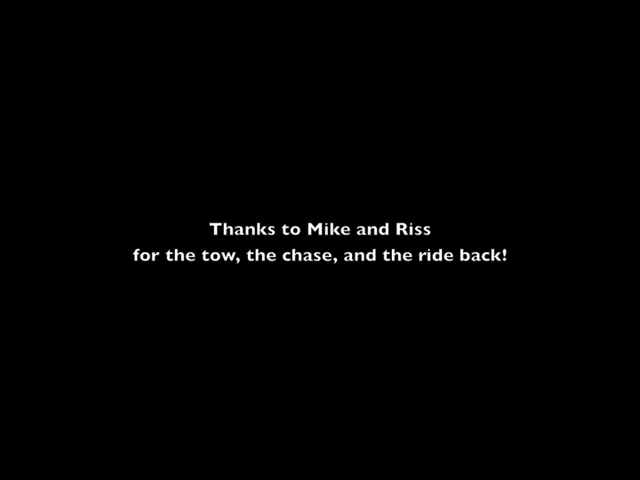 Thanks to Mike and Riss
for the tow, the chase, and the ride back!